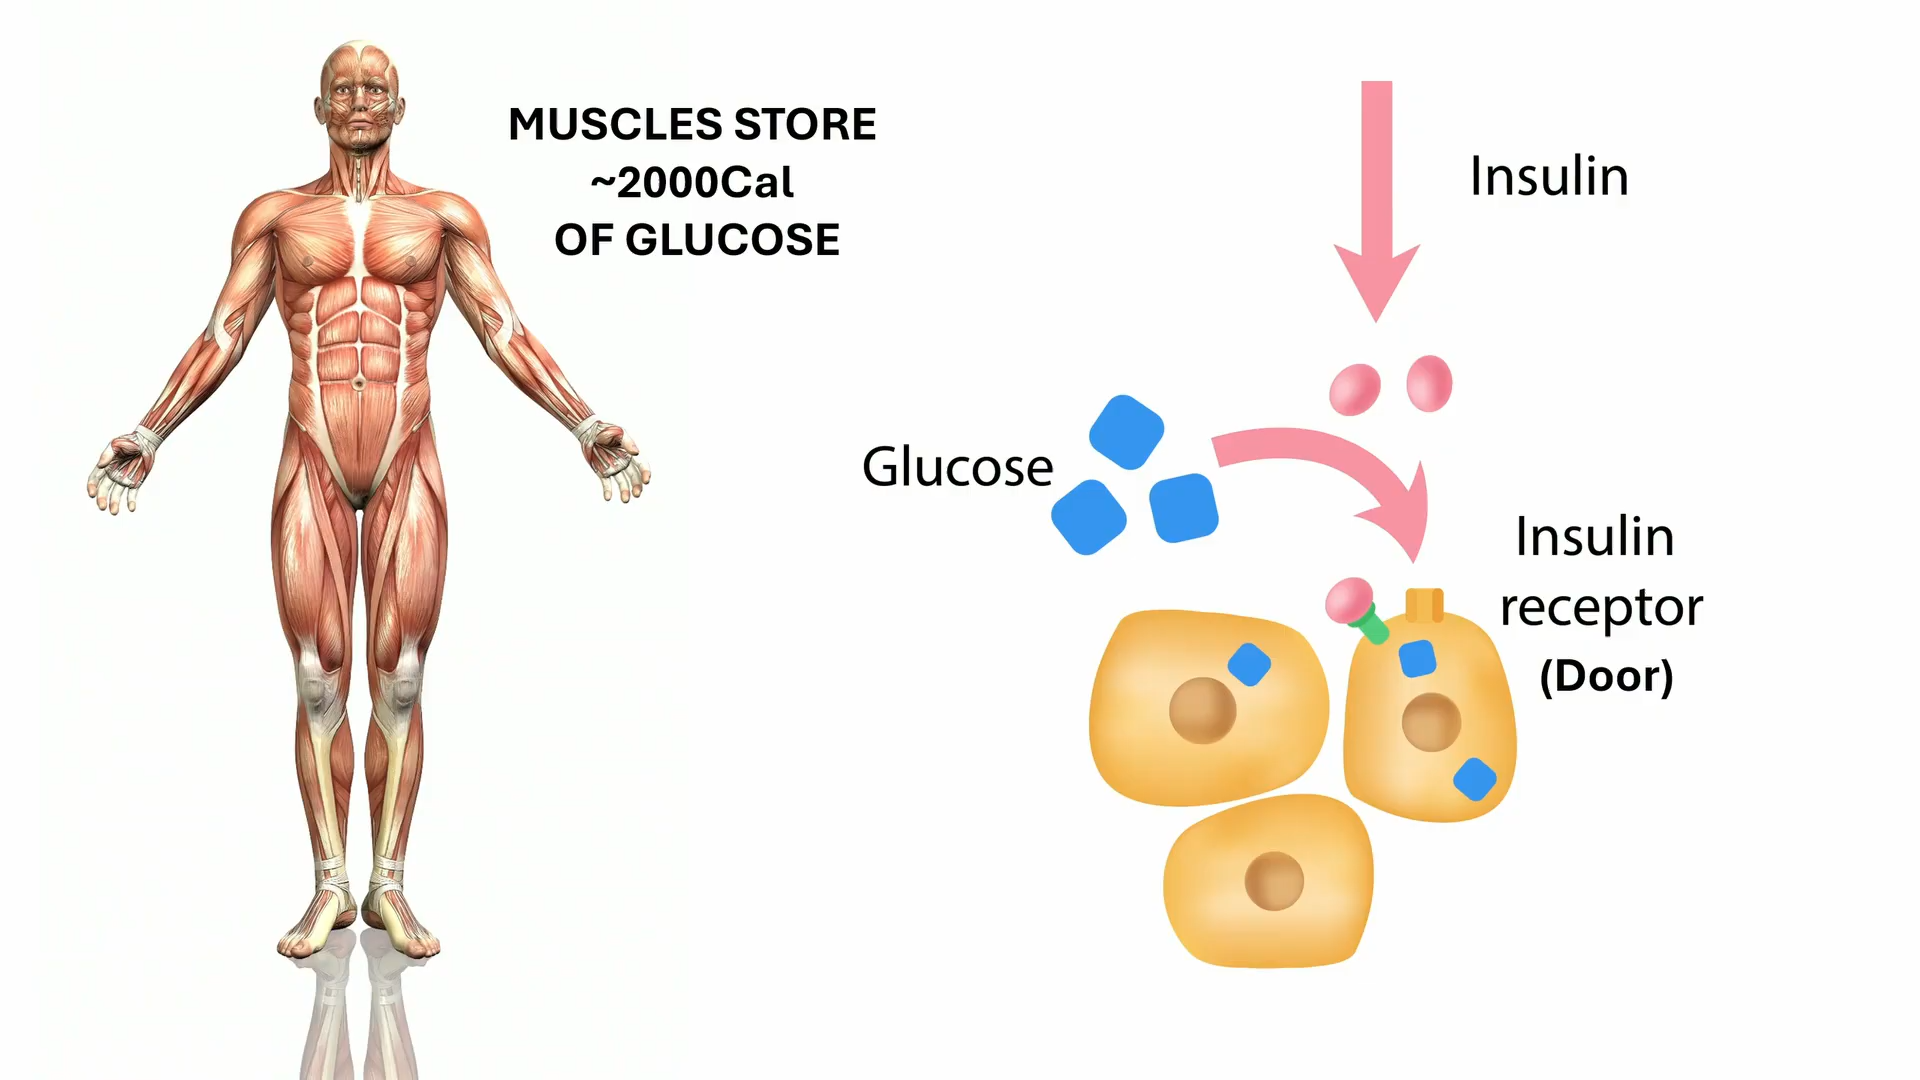 MUSCLES STORE
~2000Cal
OF GLUCOSE
Insulin
Glucose
Insulin
receptor
(Door)